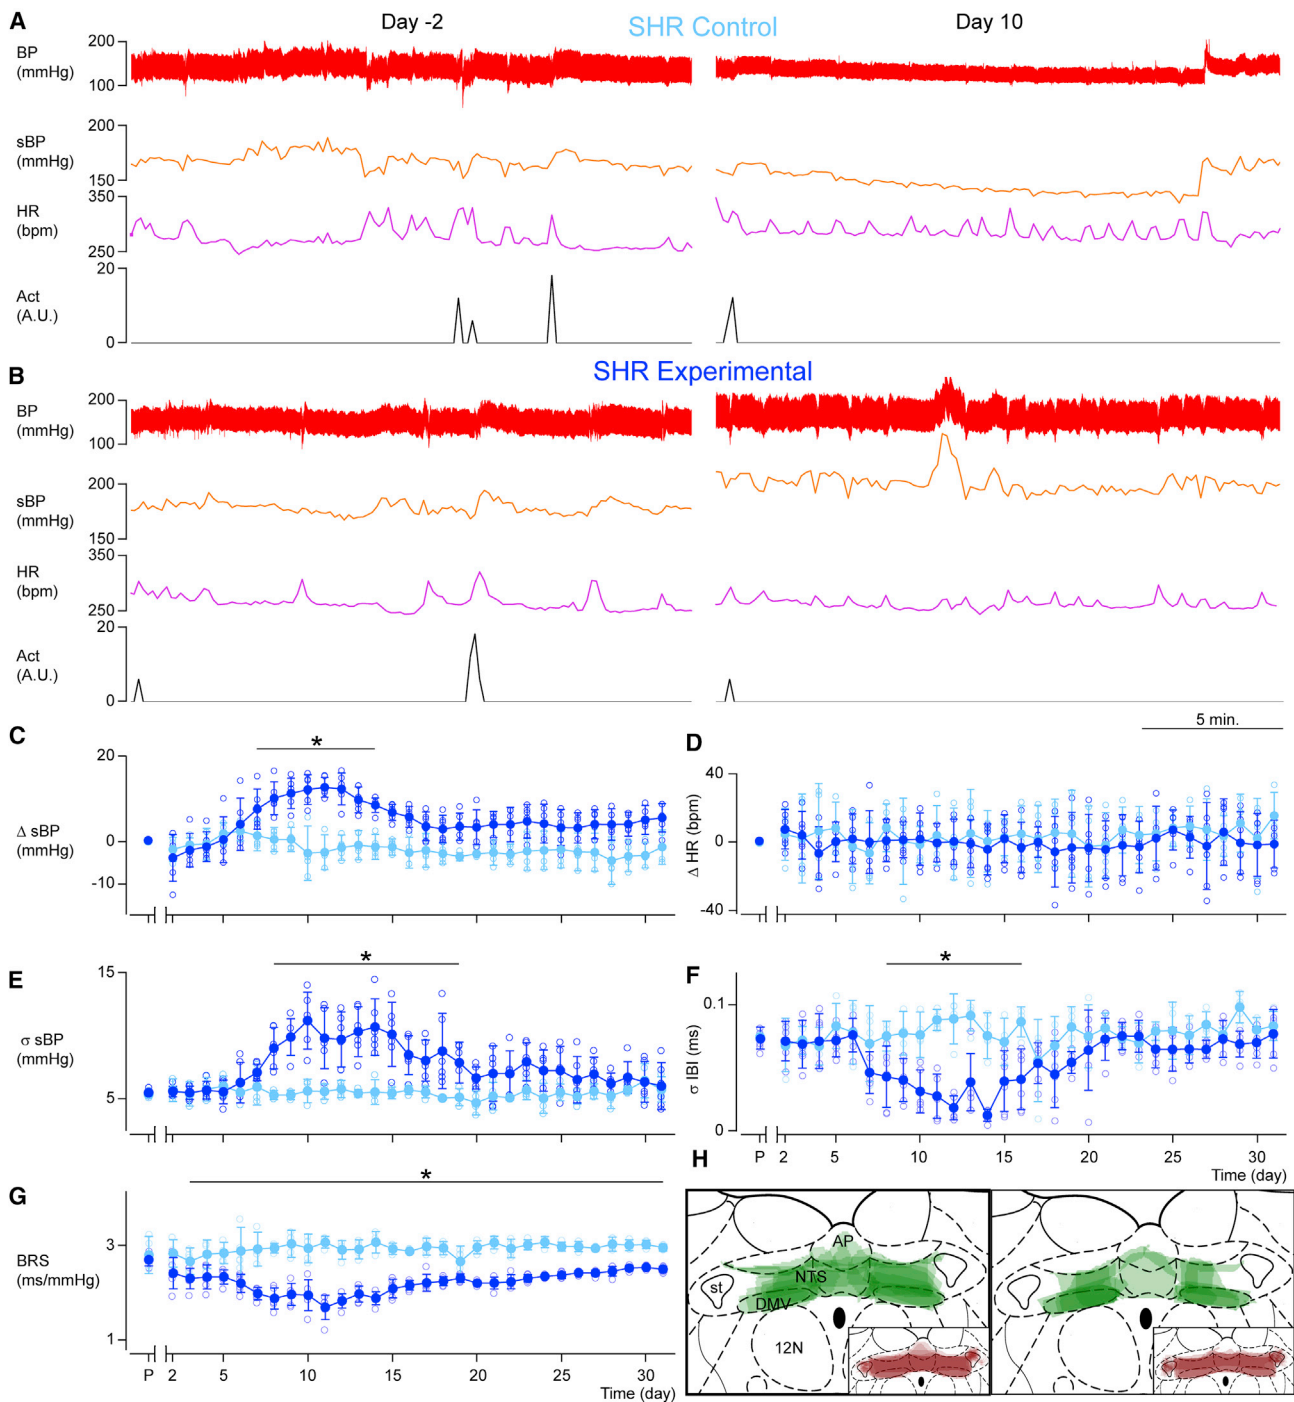 A
Day -2
SHR Control
Day 10
BP
(mmHg)
200
100
sBP
(mmHg)
200
150
HR
(bpm)
350
250
Act
(A.U.)
20
0
B
SHR Experimental
BP
(mmHg)
200
100
sBP
(mmHg)
200
150
HR
(bpm)
350
250
Act
(A.U.)
20
0
5 min.
C
*
20
Δ sBP
(mmHg)
0
-10
D
40
Δ HR (bpm)
0
-40
E
*
15
σ sBP
(mmHg)
5
F
*
0.1
σ IBI (ms)
0
P 2 5 10 15 20 25 30
Time (day)
G
*
BRS
(ms/mmHg)
3
1
P 2 5 10 15 20 25 30
Time (day)
H
AP
NTS
st
DMV
12N